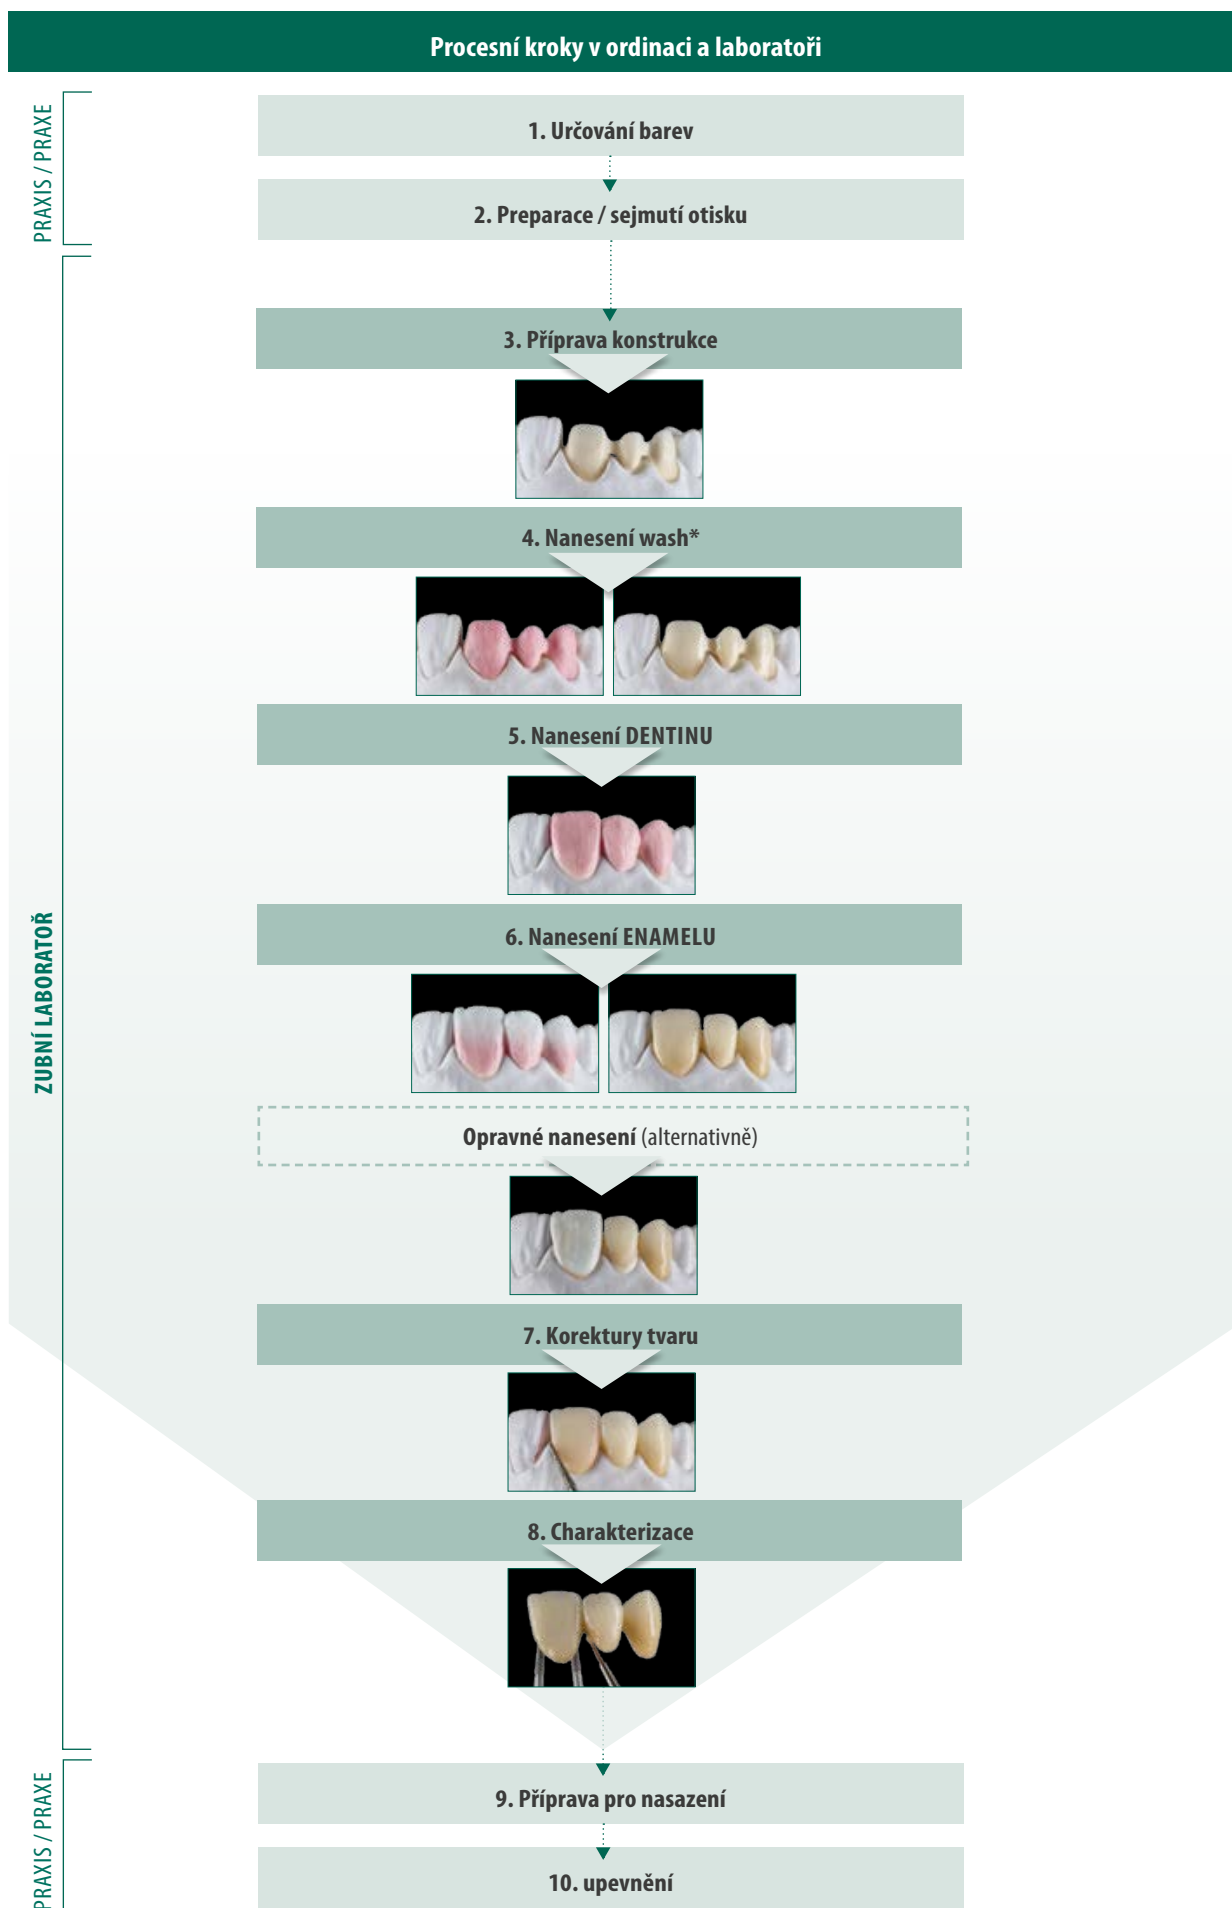 Procesní kroky v ordinaci a laboratoři
PRAXIS / PRAXE
1. Určování barev
2. Preparace / sejmutí otisku
ZUBNÍ LABORATOŘ
3. Příprava konstrukce
4. Nanesení wash*
5. Nanesení DENTINU
6. Nanesení ENAMELU
Opravné nanesení (alternativně)
7. Korektury tvaru
8. Charakterizace
PRAXIS / PRAXE
9. Příprava pro nasazení
10. upevnění